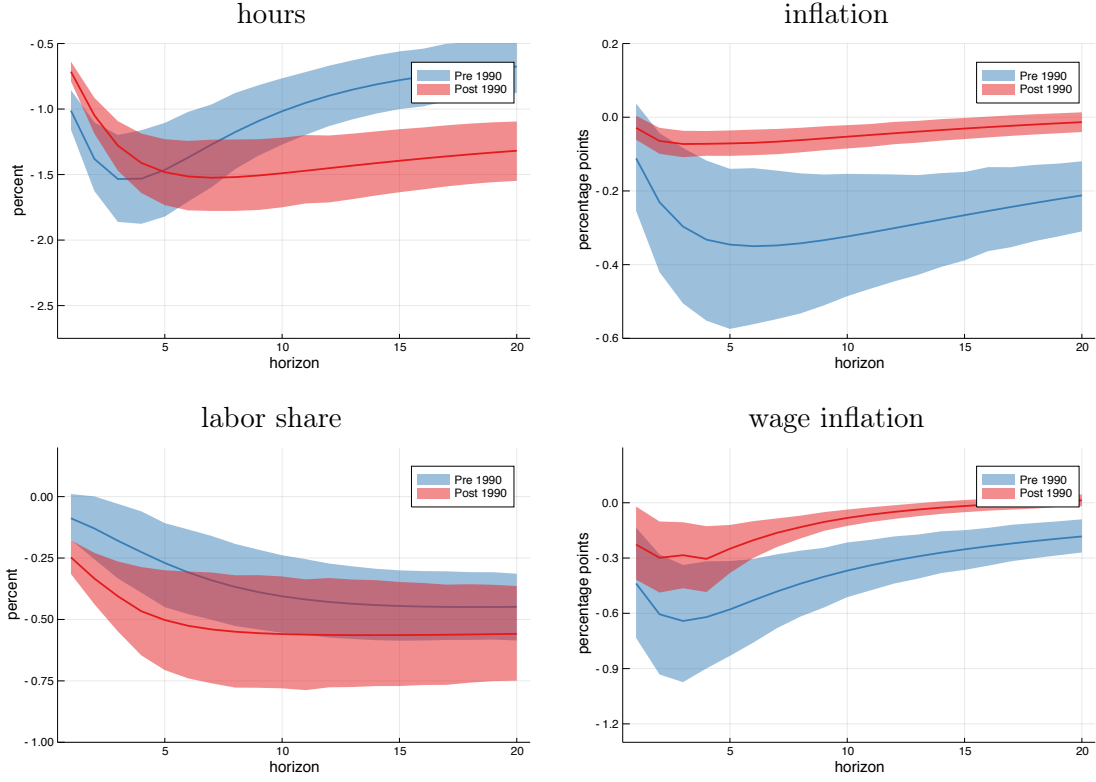 hours
- 0.5
- 1.0
- 1.5
- 2.0
- 2.5
percent
5 10 15 20
horizon
Pre 1990
Post 1990
inflation
0.2
0.0
- 0.2
- 0.4
- 0.6
percentage points
5 10 15 20
horizon
Pre 1990
Post 1990
labor share
0.00
- 0.25
- 0.50
- 0.75
- 1.00
percent
5 10 15 20
horizon
Pre 1990
Post 1990
wage inflation
0.0
- 0.3
- 0.6
- 0.9
- 1.2
percentage points
5 10 15 20
horizon
Pre 1990
Post 1990